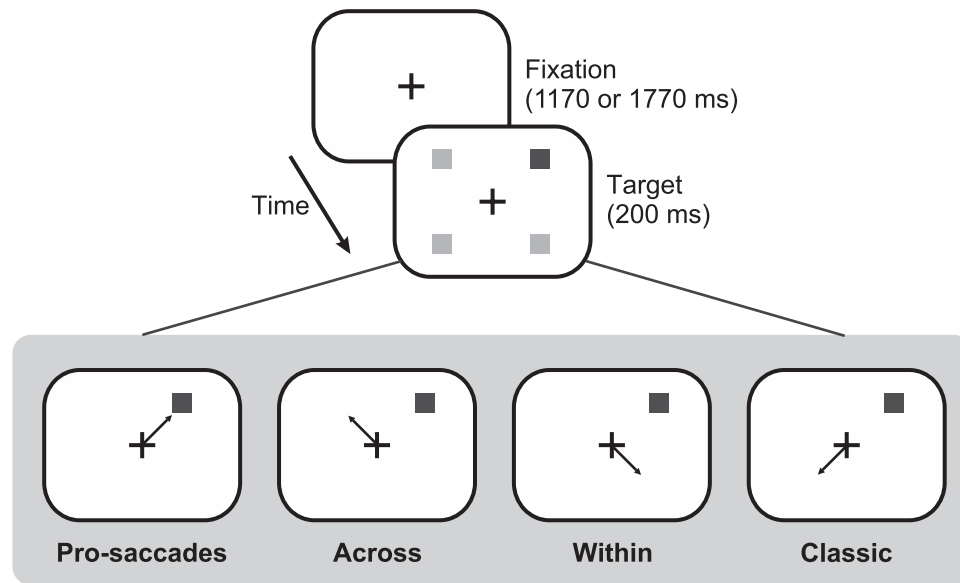 Fixation
(1170 or 1770 ms)
Time
Target
(200 ms)
Pro-saccades
Across
Within
Classic